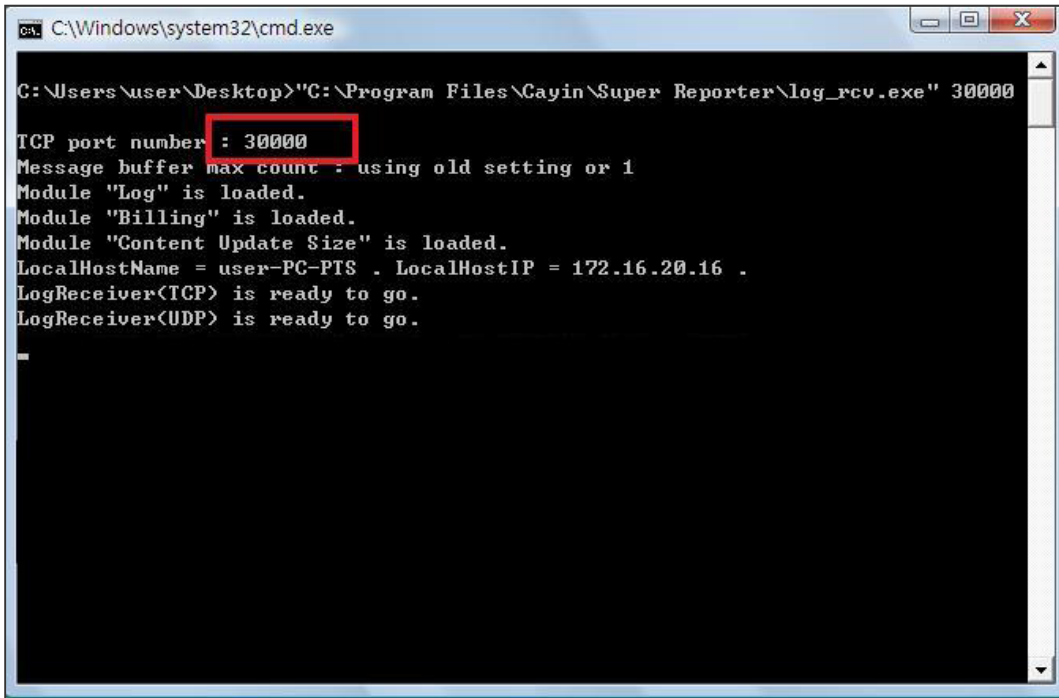 C:\Windows\system32\cmd.exe
C:\Users\user\Desktop>"C:\Program Files\Cayin\Super Reporter\log_rcv.exe" 30000
TCP port number : 30000
Message buffer max count : using old setting or 1
Module "Log" is loaded.
Module "Billing" is loaded.
Module "Content Update Size" is loaded.
LocalHostName = user-PC-PTS . LocalHostIP = 172.16.20.16 .
LogReceiver(TCP) is ready to go.
LogReceiver(UDP) is ready to go.